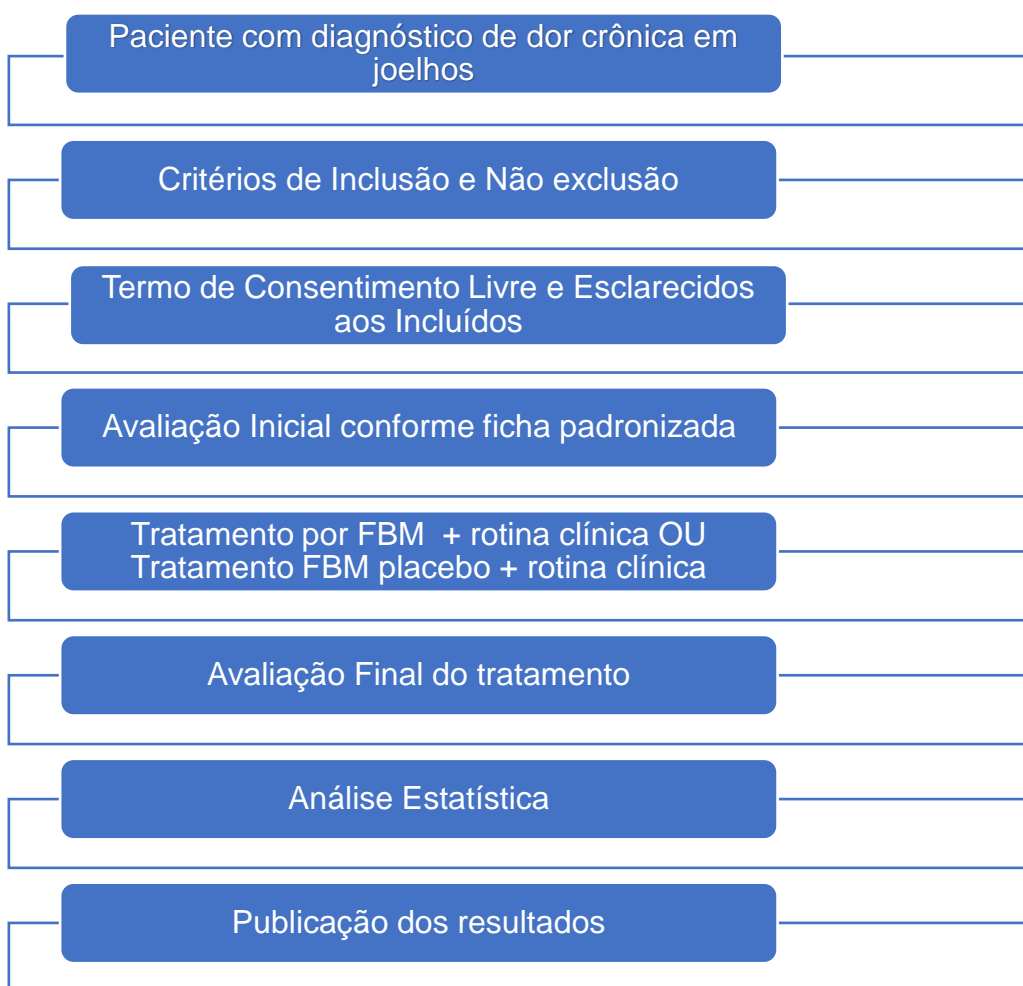 Paciente com diagnóstico de dor crônica em
joelhos
Critérios de Inclusão e Não exclusão
Termo de Consentimento Livre e Esclarecidos
aos Incluídos
Avaliação Inicial conforme ficha padronizada
Tratamento por FBM + rotina clínica OU
Tratamento FBM placebo + rotina clínica
Avaliação Final do tratamento
Análise Estatística
Publicação dos resultados